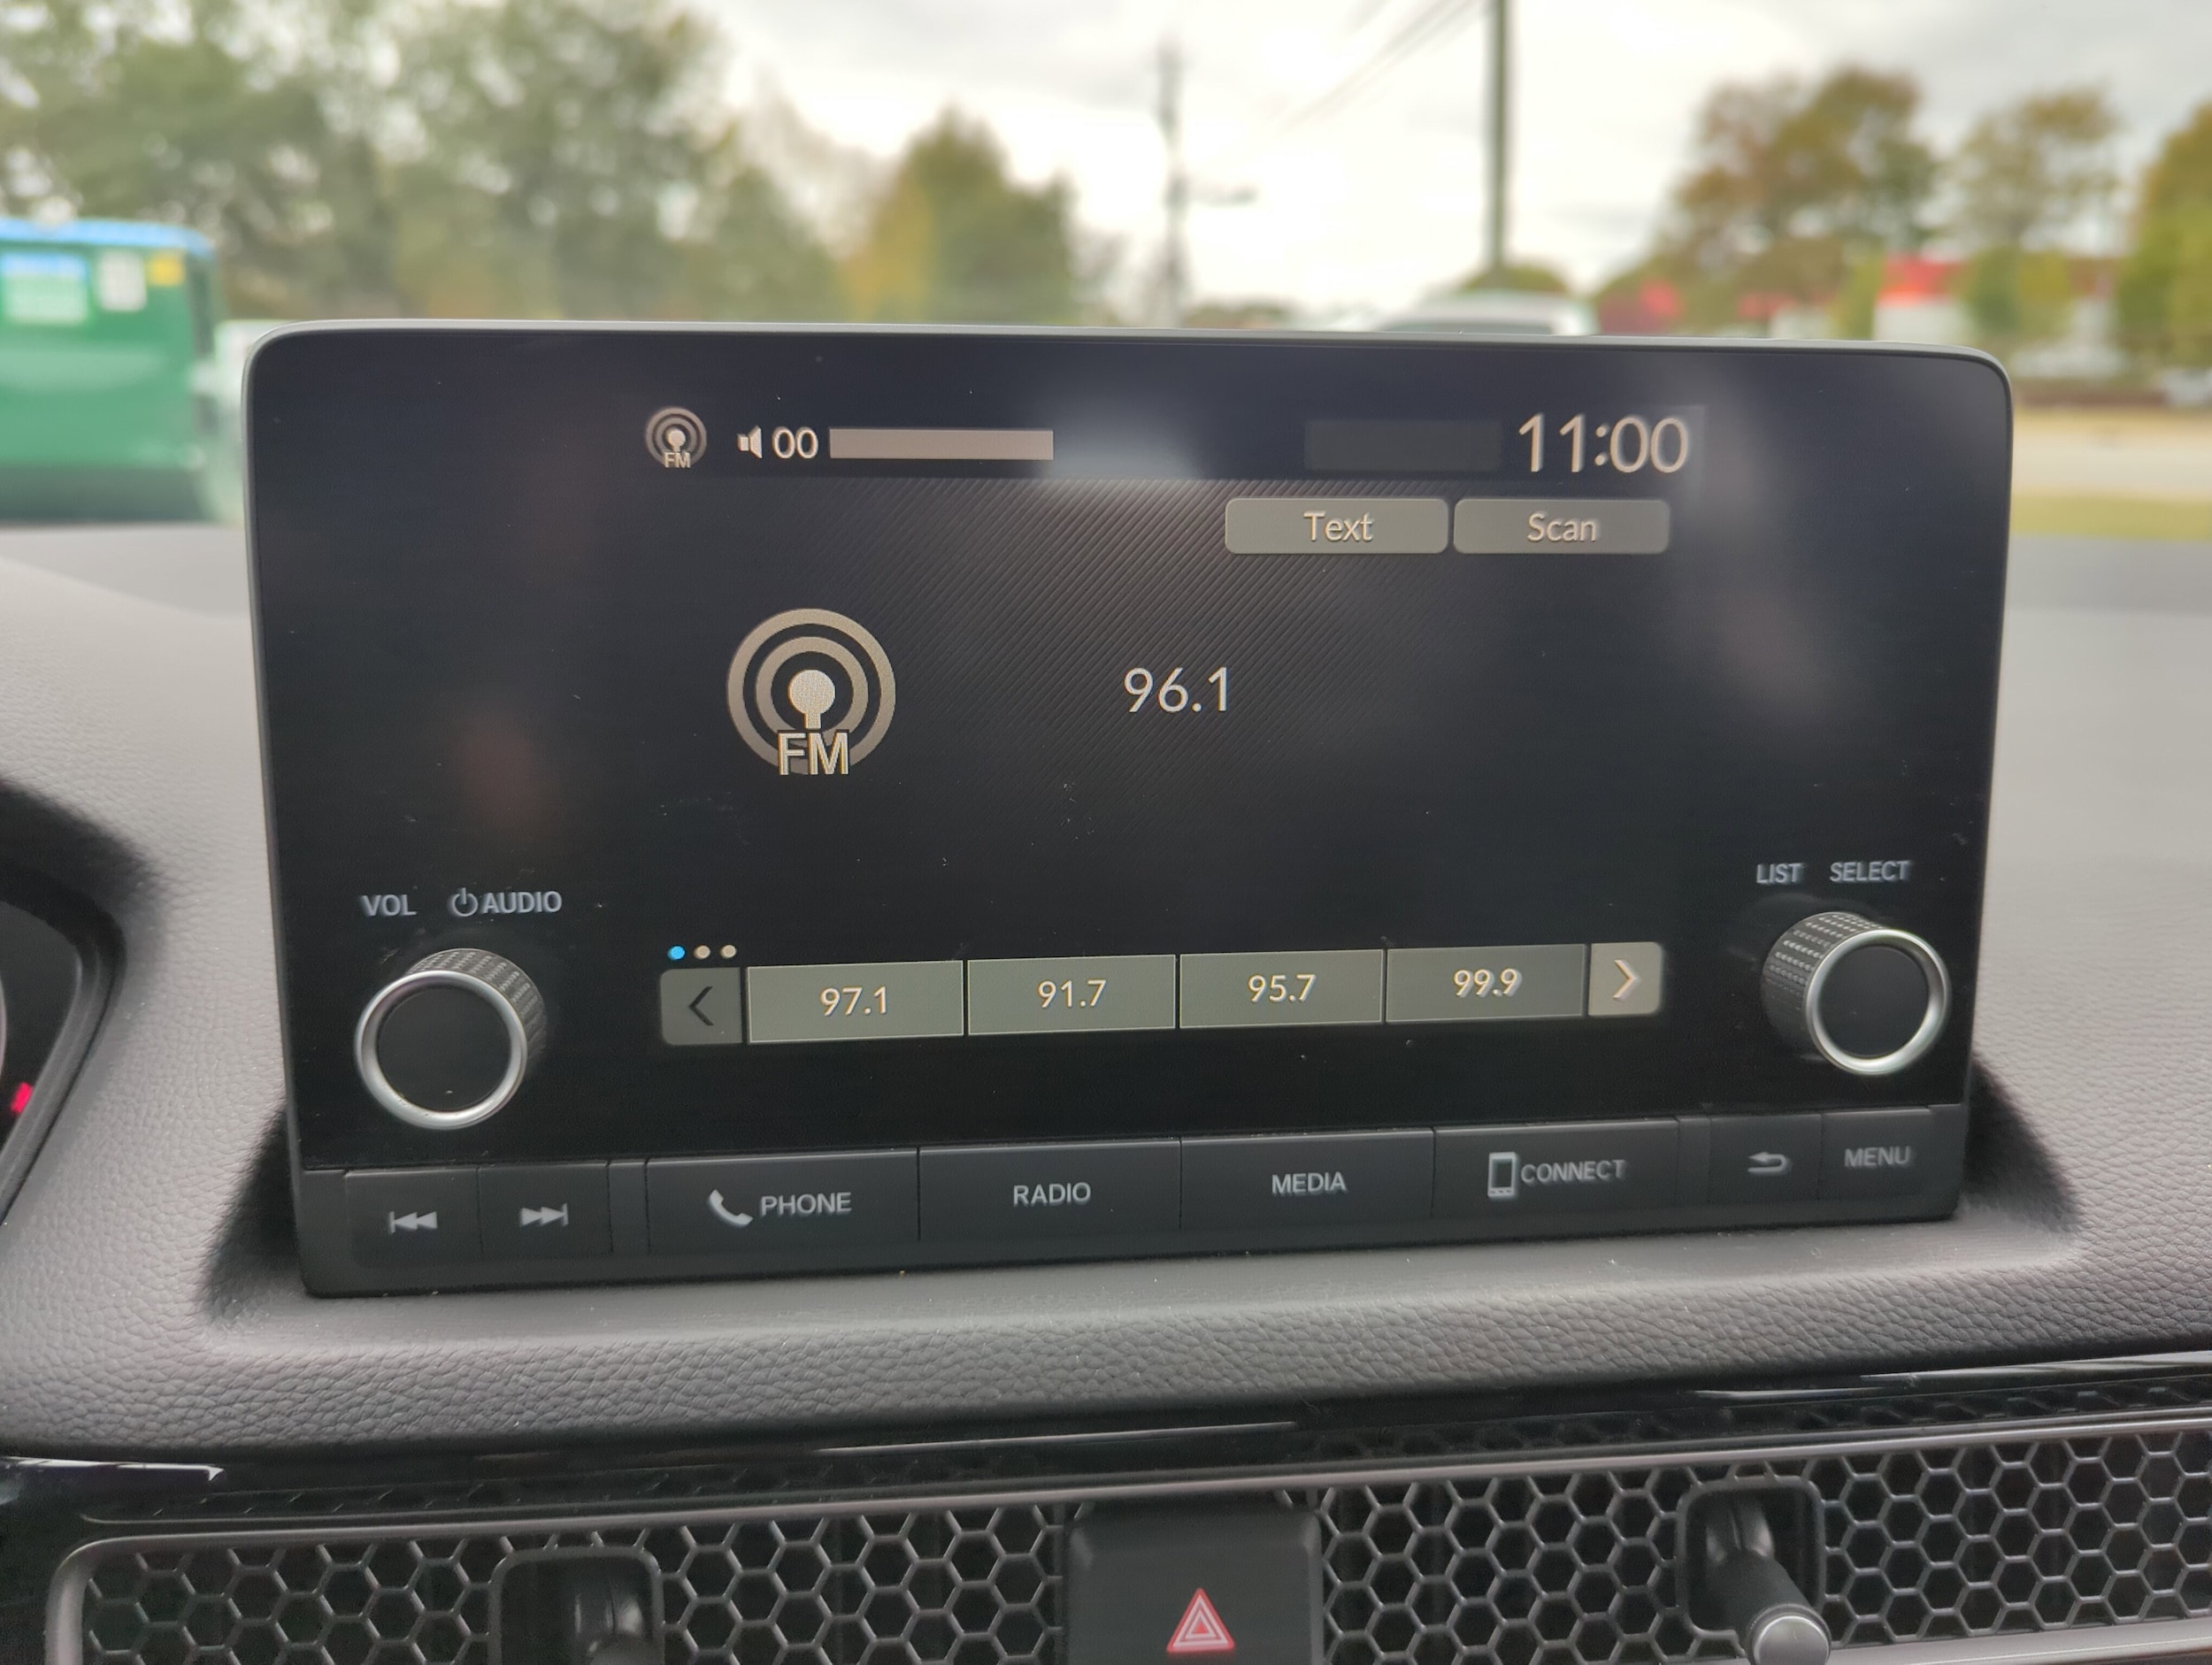 FM 00 11:00
Text Scan
FM 96.1
LIST SELECT
VOL AUDIO
97.1 91.7 95.7 99.9
PHONE RADIO MEDIA CONNECT MENU